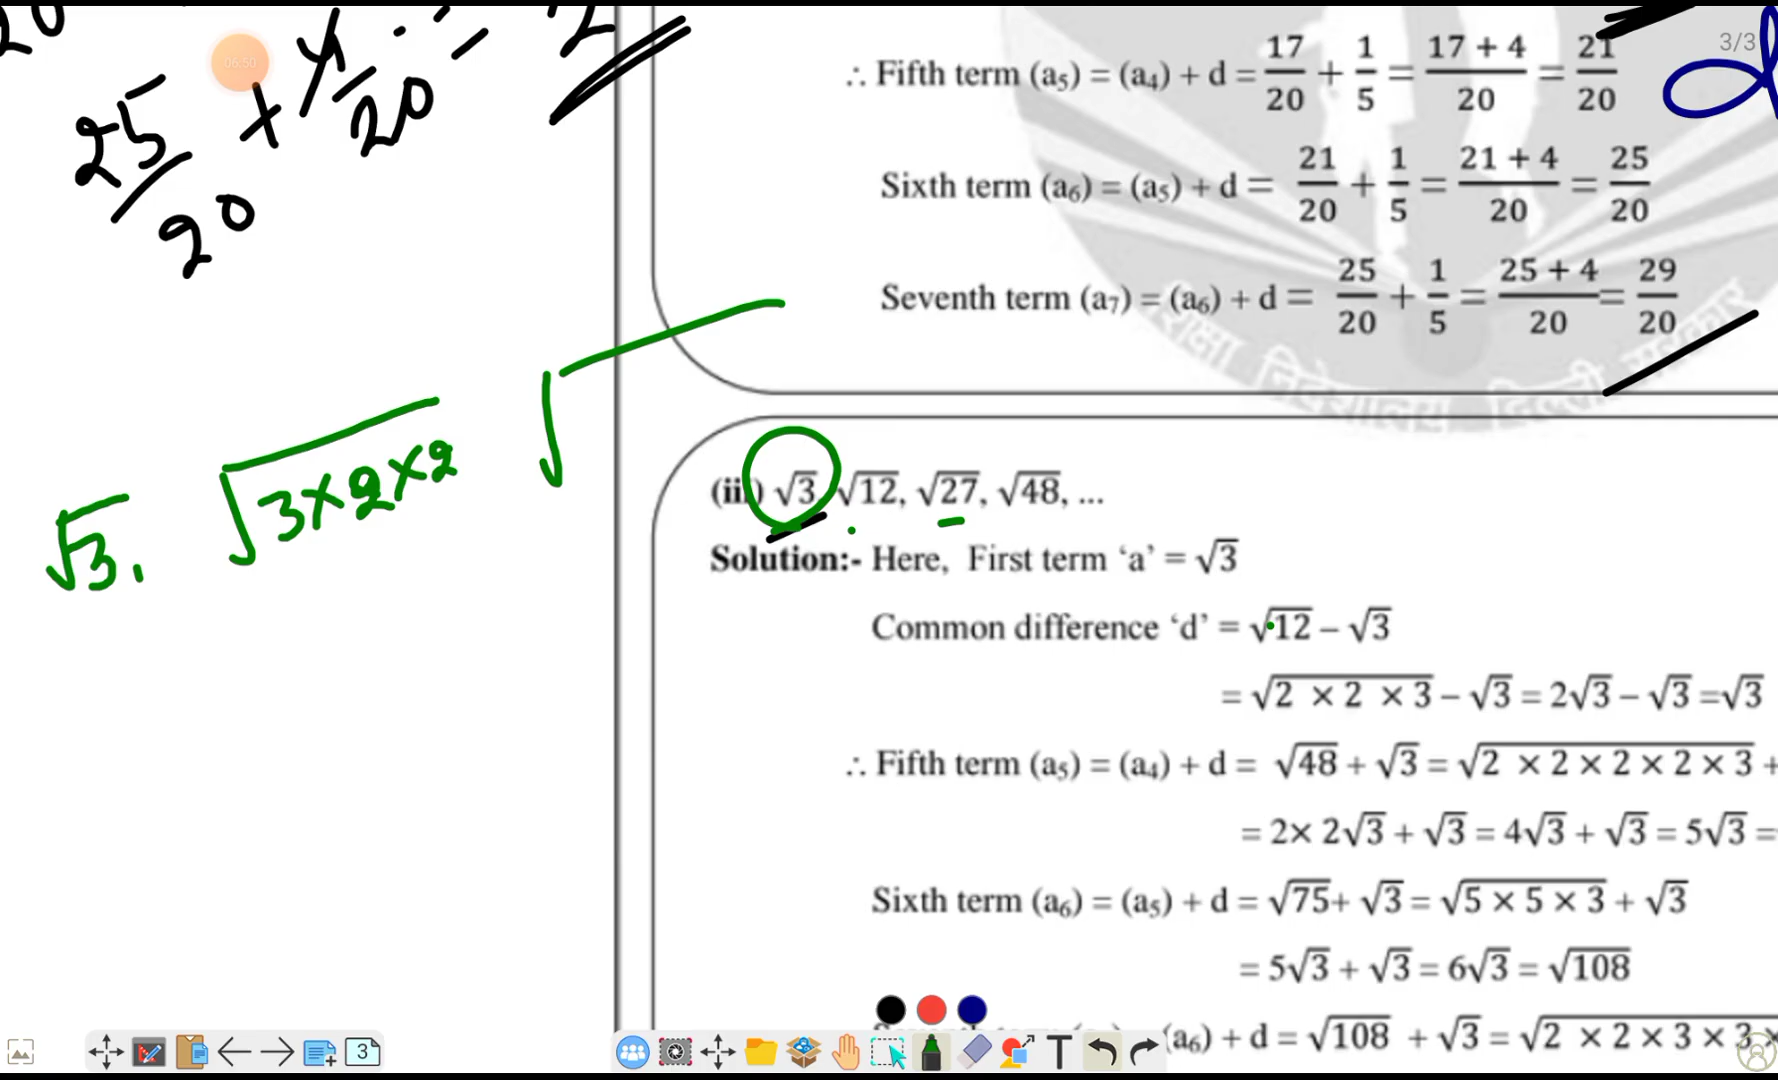 20
25/20 + 4/20 = 2
√3, √3×2×2 √
06:50
3/3
∴ Fifth term (a₅) = (a₄) + d = 17/20 + 1/5 = 17 + 4/20 = 21/20
Sixth term (a₆) = (a₅) + d = 21/20 + 1/5 = 21 + 4/20 = 25/20
Seventh term (a₇) = (a₆) + d = 25/20 + 1/5 = 25 + 4/20 = 29/20
(iii) √3, √12, √27, √48, ...
Solution:- Here, First term ‘a’ = √3
Common difference ‘d’ = √12 – √3
= √2 × 2 × 3 – √3 = 2√3 – √3 =√3
∴ Fifth term (a₅) = (a₄) + d = √48 + √3 = √2 × 2 × 2 × 2 × 3 +
= 2× 2√3 + √3 = 4√3 + √3 = 5√3 =
Sixth term (a₆) = (a₅) + d = √75+ √3 = √5 × 5 × 3 + √3
= 5√3 + √3 = 6√3 = √108
(a₆) + d = √108 + √3 = √2 × 2 × 3 × 3 ×
3
T